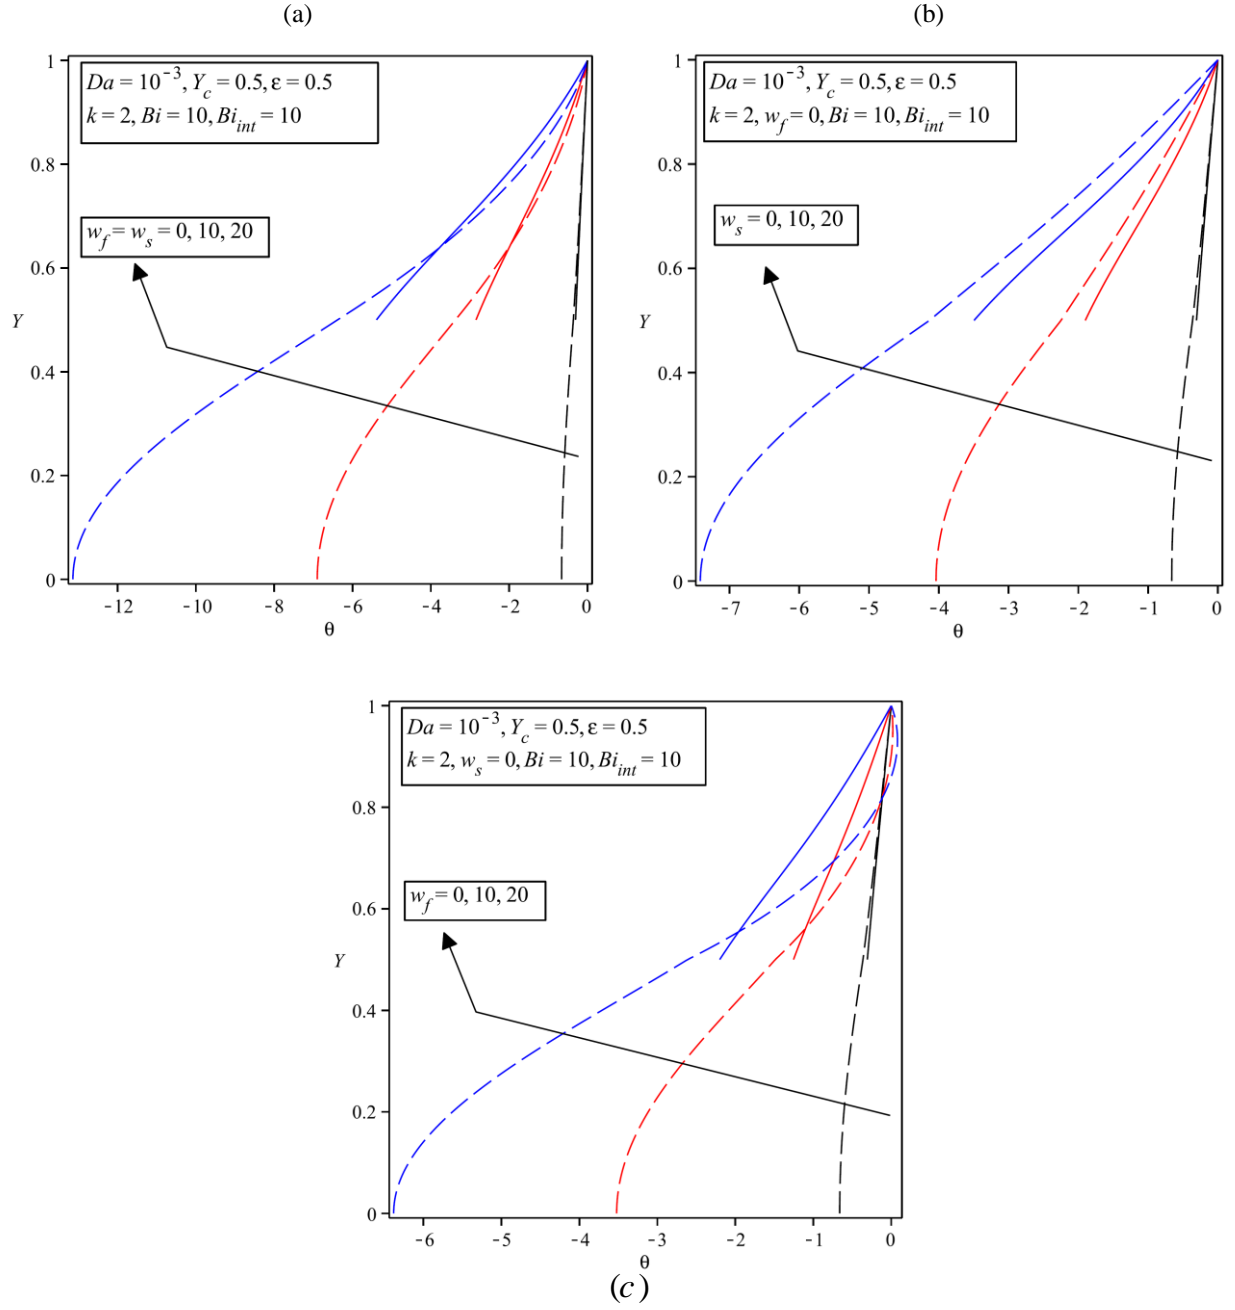 (a)
(b)
Da = 10⁻³, Y_c = 0.5, ε = 0.5
k = 2, Bi = 10, Bi_int = 10
w_f = w_s = 0, 10, 20
1
0.8
0.6
Y
0.4
0.2
0
-12 -10 -8 -6 -4 -2 0
θ
Da = 10⁻³, Y_c = 0.5, ε = 0.5
k = 2, w_f = 0, Bi = 10, Bi_int = 10
w_s = 0, 10, 20
1
0.8
0.6
Y
0.4
0.2
0
-7 -6 -5 -4 -3 -2 -1 0
θ
Da = 10⁻³, Y_c = 0.5, ε = 0.5
k = 2, w_s = 0, Bi = 10, Bi_int = 10
w_f = 0, 10, 20
1
0.8
0.6
Y
0.4
0.2
0
-6 -5 -4 -3 -2 -1 0
θ
(c)